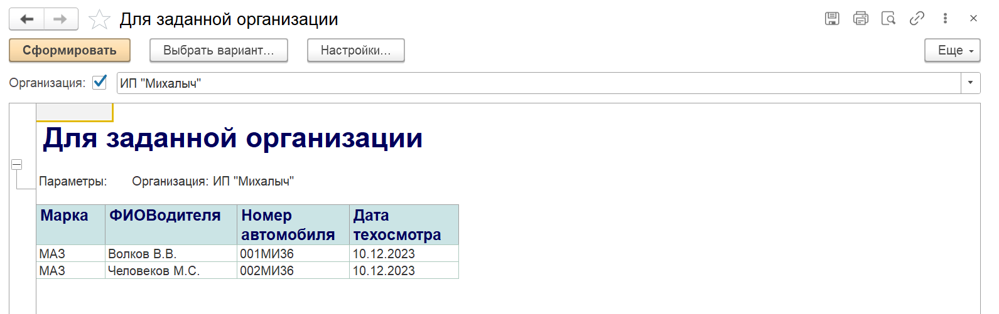 Для заданной организации
Сформировать Выбрать вариант... Настройки... Еще
Организация: ИП "Михалыч"
Для заданной организации
Параметры: Организация: ИП "Михалыч"
Марка ФИОВодителя Номер автомобиля Дата техосмотра
МАЗ Волков В.В. 001МИ36 10.12.2023
МАЗ Человеков М.С. 002МИ36 10.12.2023